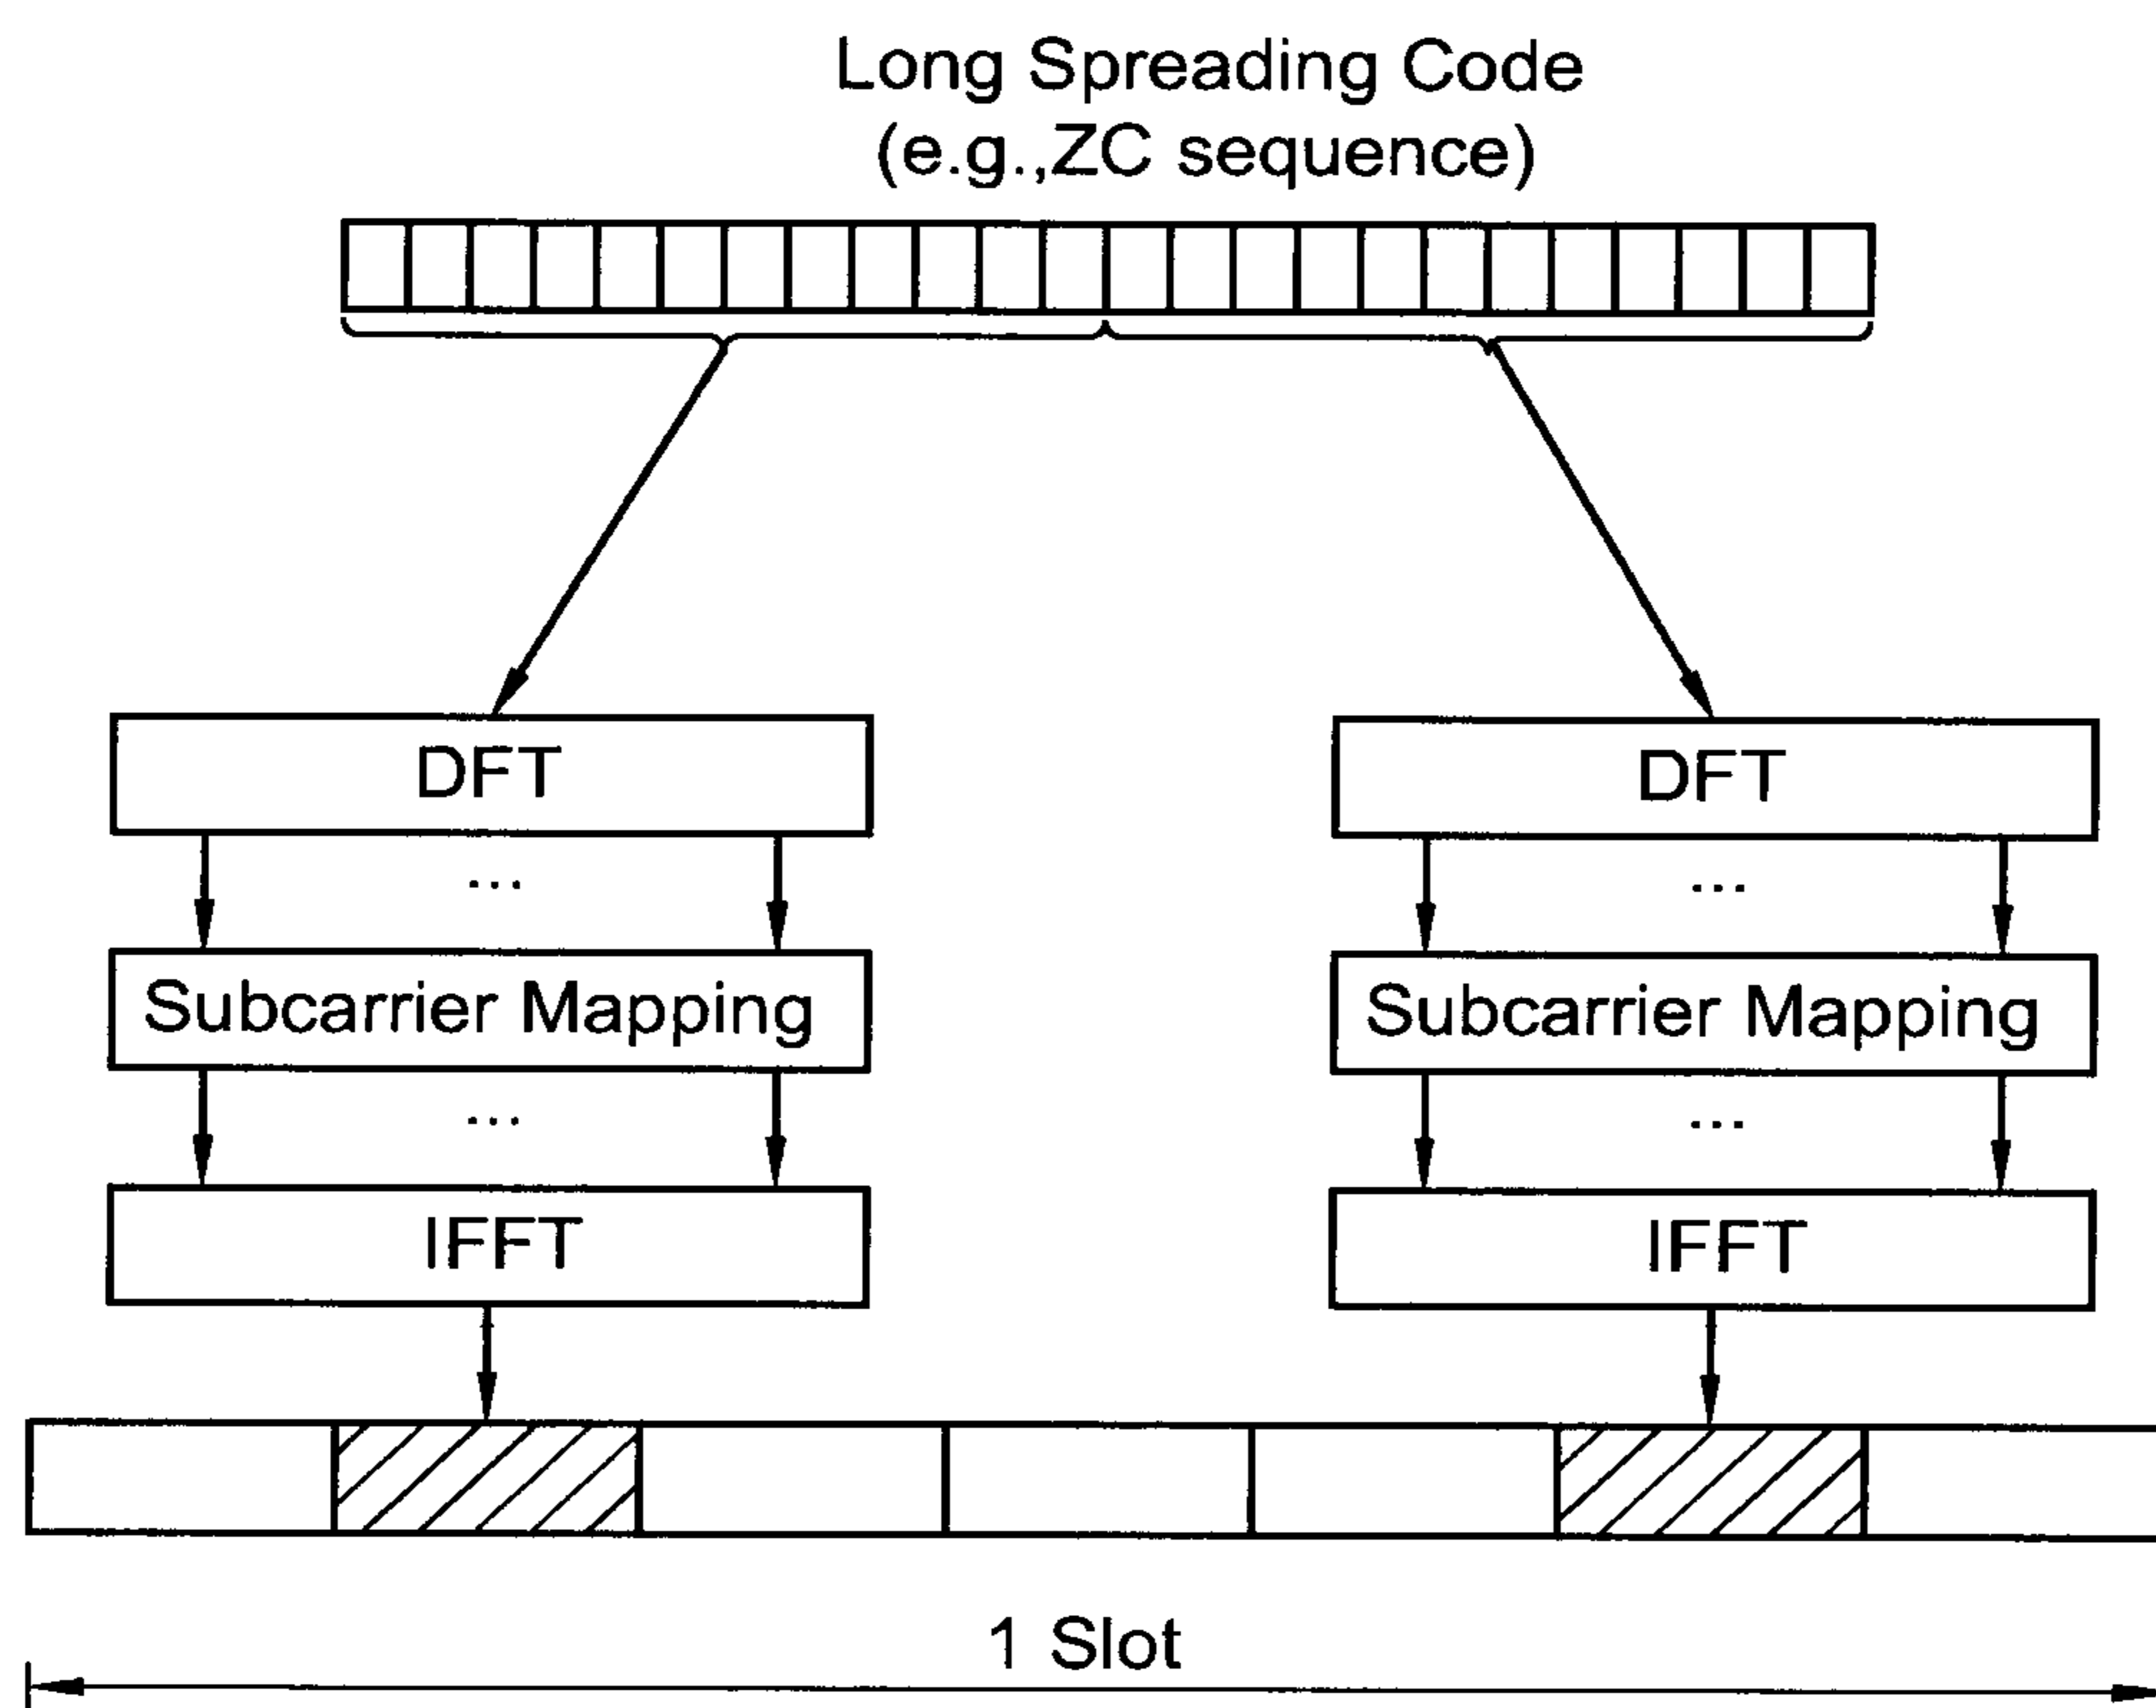 Long Spreading Code
(e.g.,ZC sequence)
DFT
DFT
...
...
Subcarrier Mapping
Subcarrier Mapping
...
...
IFFT
IFFT
1 Slot